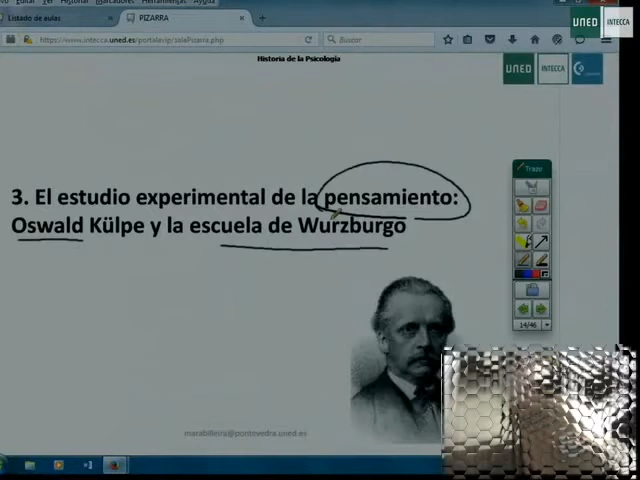 Listado de aulas
PIZARRA
https://www.intecca.uned.es/portalavip/salaPizarra.php
Buscar
UNED
INTECCA
Historia de la Psicología
UNED
INTECCA
3. El estudio experimental de la pensamiento:
Oswald Külpe y la escuela de Wurzburgo
Trazo
14/46
marabilleira@pontevedra.uned.es